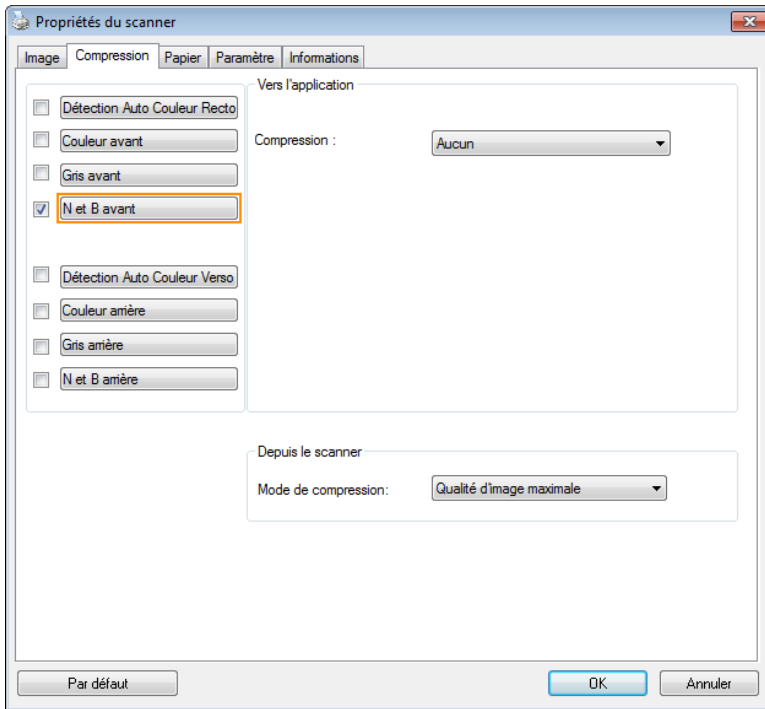 Propriétés du scanner
Image Compression Papier Paramètre Informations
Vers l'application
Détection Auto Couleur Recto
Couleur avant
Compression : Aucun
Gris avant
N et B avant
Détection Auto Couleur Verso
Couleur arrière
Gris arrière
N et B arrière
Depuis le scanner
Mode de compression: Qualité d'image maximale
Par défaut OK Annuler